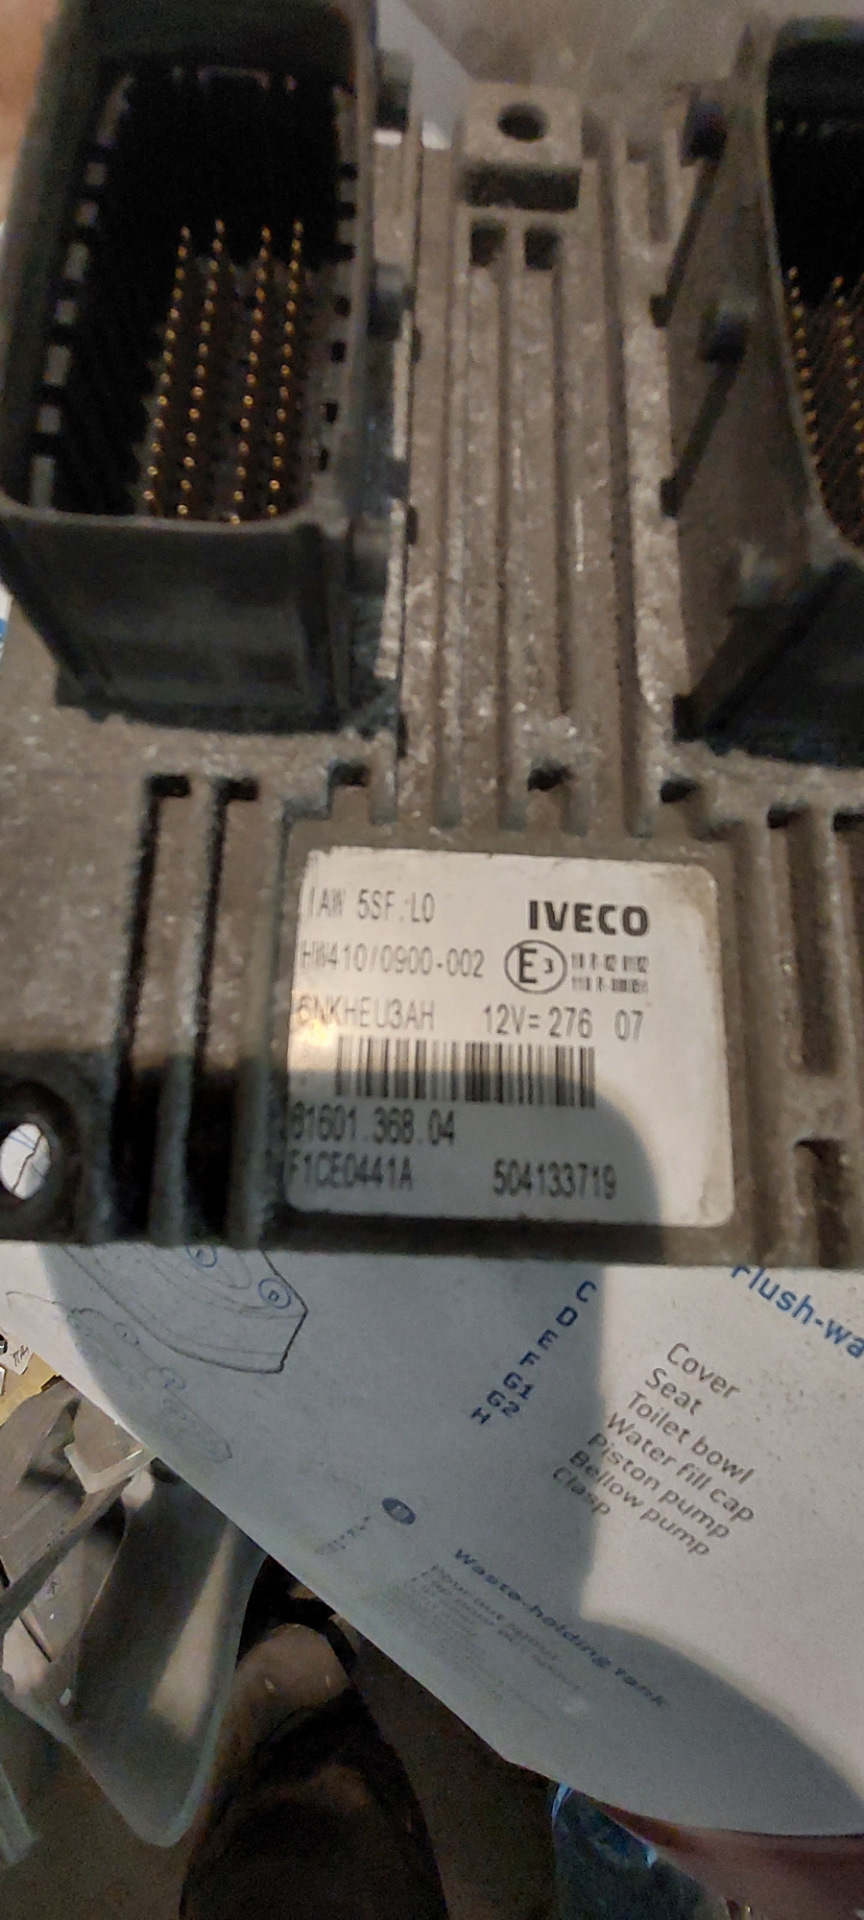 IAW 5SF.L0
IVECO
HW410/0900-002
E3
6NKHEU3AH 12V= 276 07
61601.368.04
F1CE0441A 504133719
Flush-wa
C
D
E
F
G1
G2
H
Cover
Seat
Toilet bowl
Water fill cap
Piston pump
Bellow pump
Clasp
Waste-holding tank